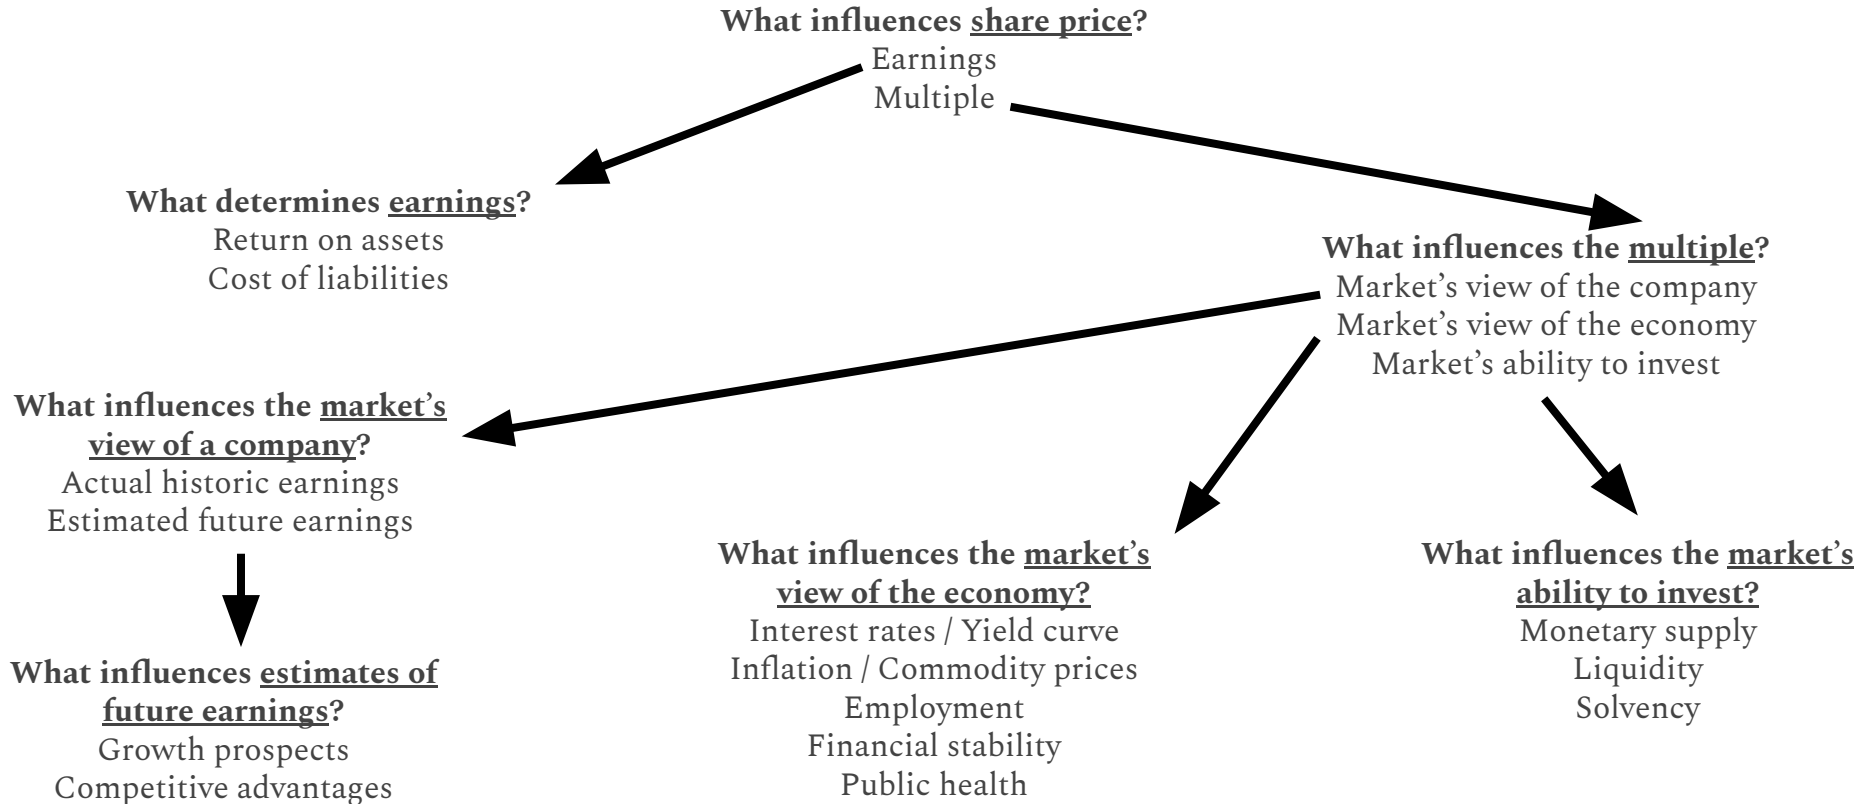 What influences share price?
Earnings
Multiple
What determines earnings?
Return on assets
Cost of liabilities
What influences the multiple?
Market’s view of the company
Market’s view of the economy
Market’s ability to invest
What influences the market’s
view of a company?
Actual historic earnings
Estimated future earnings
What influences the market’s
view of the economy?
Interest rates / Yield curve
Inflation / Commodity prices
Employment
Financial stability
Public health
What influences the market’s
ability to invest?
Monetary supply
Liquidity
Solvency
What influences estimates of
future earnings?
Growth prospects
Competitive advantages